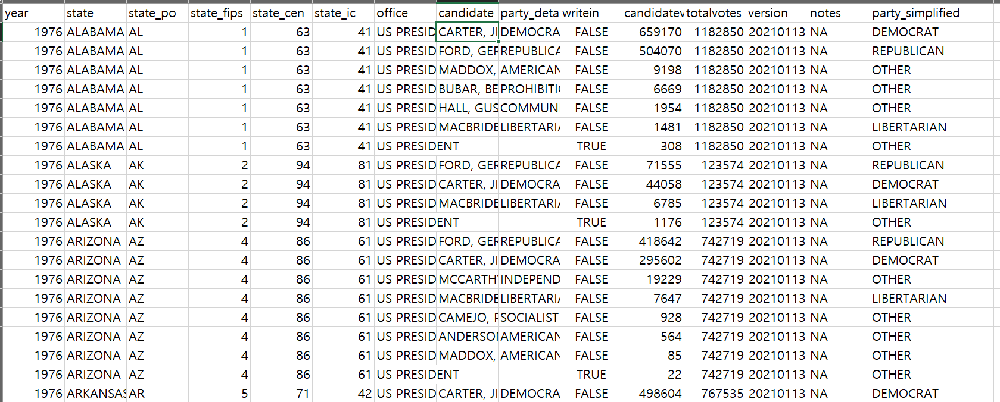 year state state_po state_fips state_cen state_ic office candidate party_deta writein candidatev totalvotes version notes party_simplified
1976 ALABAMA AL 1 63 41 US PRESID CARTER, JI DEMOCRA FALSE 659170 1182850 20210113 NA DEMOCRAT
1976 ALABAMA AL 1 63 41 US PRESID FORD, GER REPUBLICA FALSE 504070 1182850 20210113 NA REPUBLICAN
1976 ALABAMA AL 1 63 41 US PRESID MADDOX, AMERICAN FALSE 9198 1182850 20210113 NA OTHER
1976 ALABAMA AL 1 63 41 US PRESID BUBAR, BE PROHIBITI FALSE 6669 1182850 20210113 NA OTHER
1976 ALABAMA AL 1 63 41 US PRESID HALL, GUS COMMUN FALSE 1954 1182850 20210113 NA OTHER
1976 ALABAMA AL 1 63 41 US PRESID MACBRIDE LIBERTARIA FALSE 1481 1182850 20210113 NA LIBERTARIAN
1976 ALABAMA AL 1 63 41 US PRESIDENT TRUE 308 1182850 20210113 NA OTHER
1976 ALASKA AK 2 94 81 US PRESID FORD, GER REPUBLICA FALSE 71555 123574 20210113 NA REPUBLICAN
1976 ALASKA AK 2 94 81 US PRESID CARTER, JI DEMOCRA FALSE 44058 123574 20210113 NA DEMOCRAT
1976 ALASKA AK 2 94 81 US PRESID MACBRIDE LIBERTARIA FALSE 6785 123574 20210113 NA LIBERTARIAN
1976 ALASKA AK 2 94 81 US PRESIDENT TRUE 1176 123574 20210113 NA OTHER
1976 ARIZONA AZ 4 86 61 US PRESID FORD, GER REPUBLICA FALSE 418642 742719 20210113 NA REPUBLICAN
1976 ARIZONA AZ 4 86 61 US PRESID CARTER, JI DEMOCRA FALSE 295602 742719 20210113 NA DEMOCRAT
1976 ARIZONA AZ 4 86 61 US PRESID MCCARTHY INDEPEND FALSE 19229 742719 20210113 NA OTHER
1976 ARIZONA AZ 4 86 61 US PRESID MACBRIDE LIBERTARIA FALSE 7647 742719 20210113 NA LIBERTARIAN
1976 ARIZONA AZ 4 86 61 US PRESID CAMEJO, P SOCIALIST FALSE 928 742719 20210113 NA OTHER
1976 ARIZONA AZ 4 86 61 US PRESID ANDERSON AMERICAN FALSE 564 742719 20210113 NA OTHER
1976 ARIZONA AZ 4 86 61 US PRESID MADDOX, AMERICAN FALSE 85 742719 20210113 NA OTHER
1976 ARIZONA AZ 4 86 61 US PRESIDENT TRUE 22 742719 20210113 NA OTHER
1976 ARKANSAS AR 5 71 42 US PRESID CARTER, JI DEMOCRA FALSE 498604 767535 20210113 NA DEMOCRAT